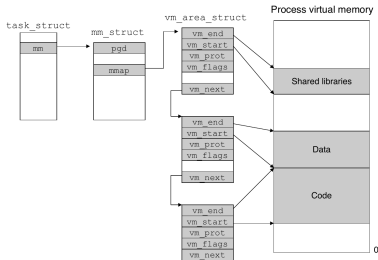 Process virtual memory
task_struct
mm
mm_struct
pgd
mmap
vm_area_struct
vm_end
vm_start
vm_prot
vm_flags
vm_next
vm_end
vm_start
vm_prot
vm_flags
vm_next
vm_end
vm_start
vm_prot
vm_flags
vm_next
Shared libraries
Data
Code
0